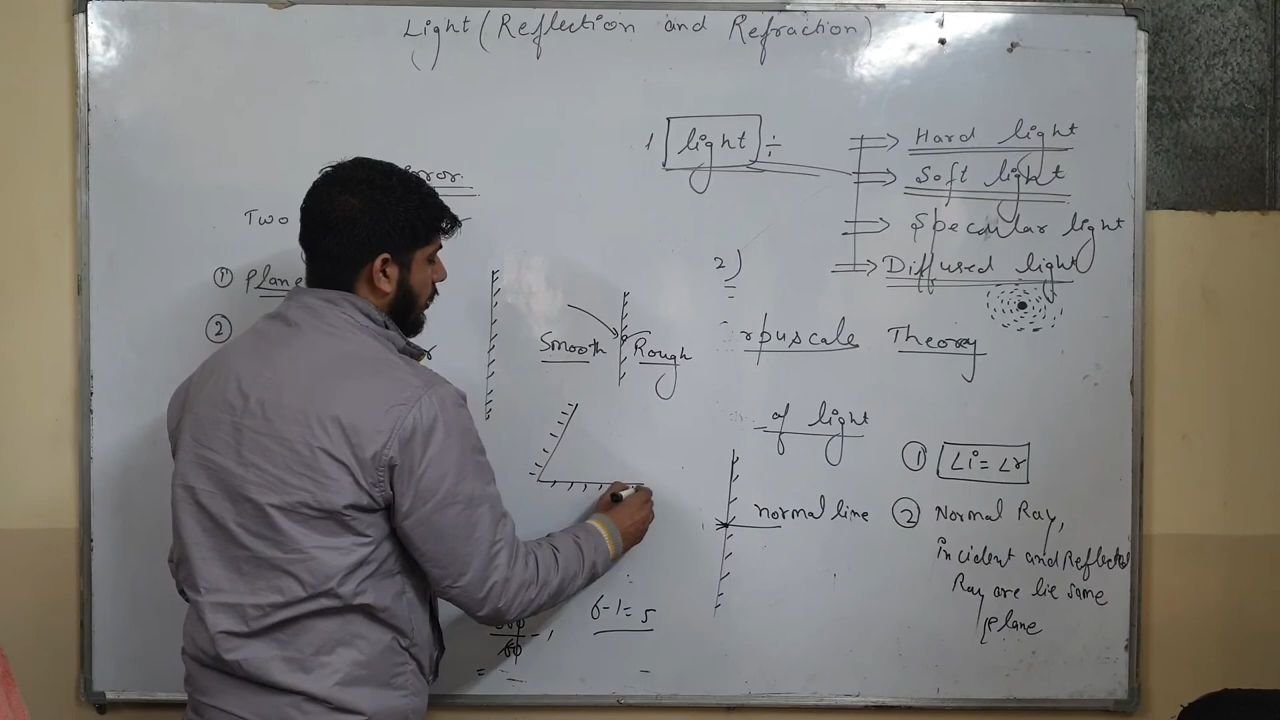 Light (Reflection and Refraction)
1 light ÷
Hard light
Soft light
Specular light
Diffused light
Two
① plane
②
Smooth Rough
2)
rpuscale Theory
of light
normal line
① ∠i = ∠r
② Normal Ray,
incident and Reflected
Ray are lie same
plane
60 - 1
6-1= 5
=